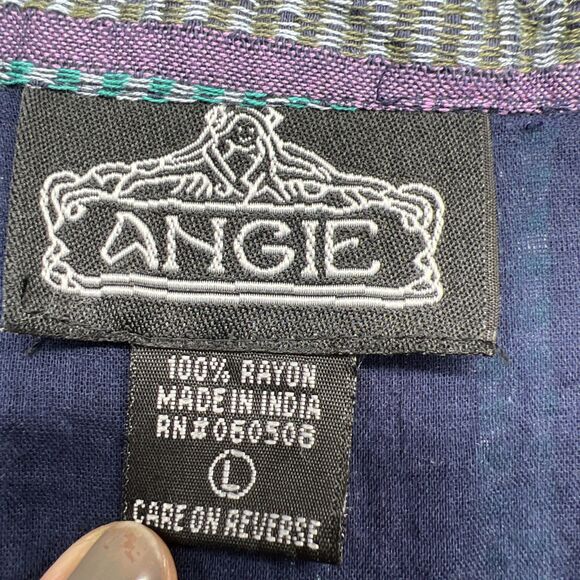 ANGIE
100% RAYON
MADE IN INDIA
RN#060506
L
CARE ON REVERSE